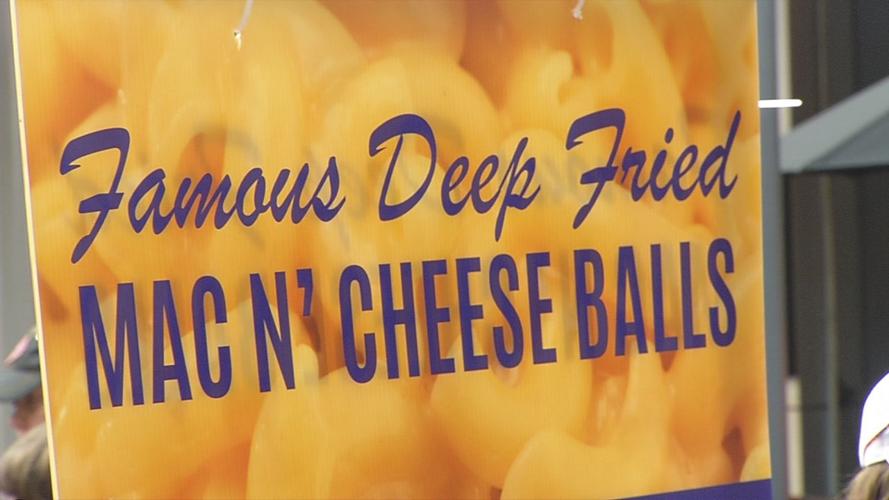 Famous Deep Fried
MAC N' CHEESE BALLS